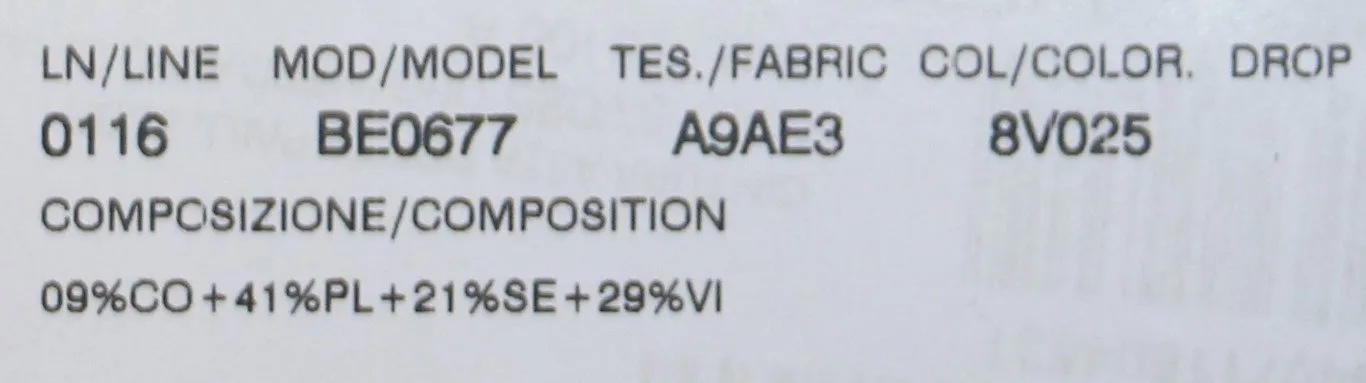 LN/LINE MOD/MODEL TES./FABRIC COL/COLOR. DROP
0116 BE0677 A9AE3 8V025
COMPOSIZIONE/COMPOSITION
09%CO+41%PL+21%SE+29%VI